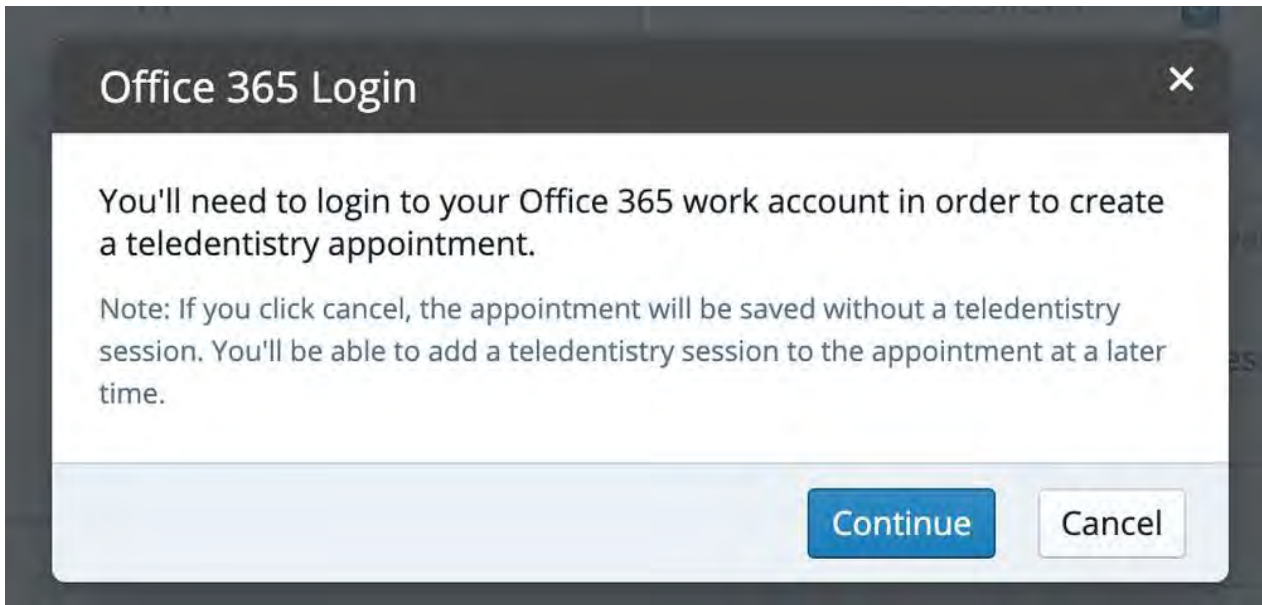 Office 365 Login
You'll need to login to your Office 365 work account in order to create
a teledentistry appointment.
Note: If you click cancel, the appointment will be saved without a teledentistry
session. You'll be able to add a teledentistry session to the appointment at a later
time.
Continue Cancel